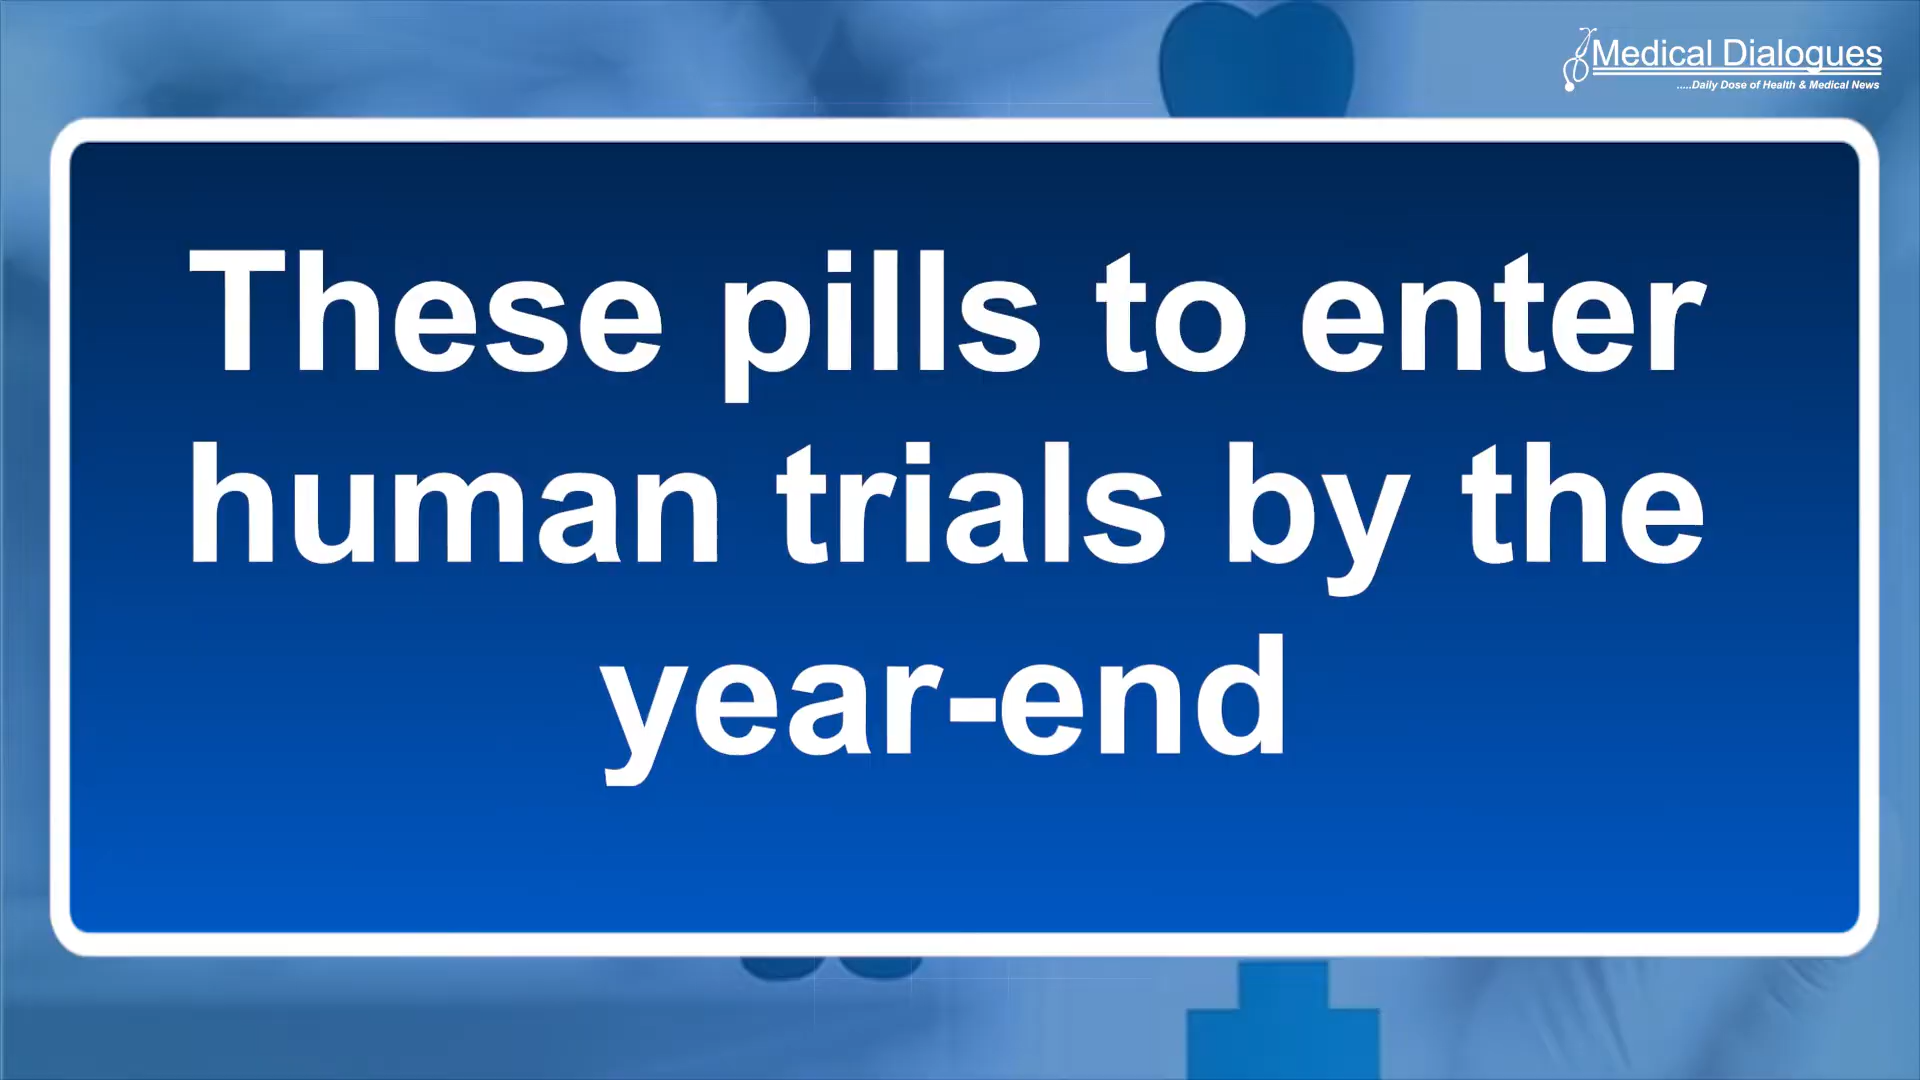 Medical Dialogues
.....Daily Dose of Health & Medical News
These pills to enter
human trials by the
year-end